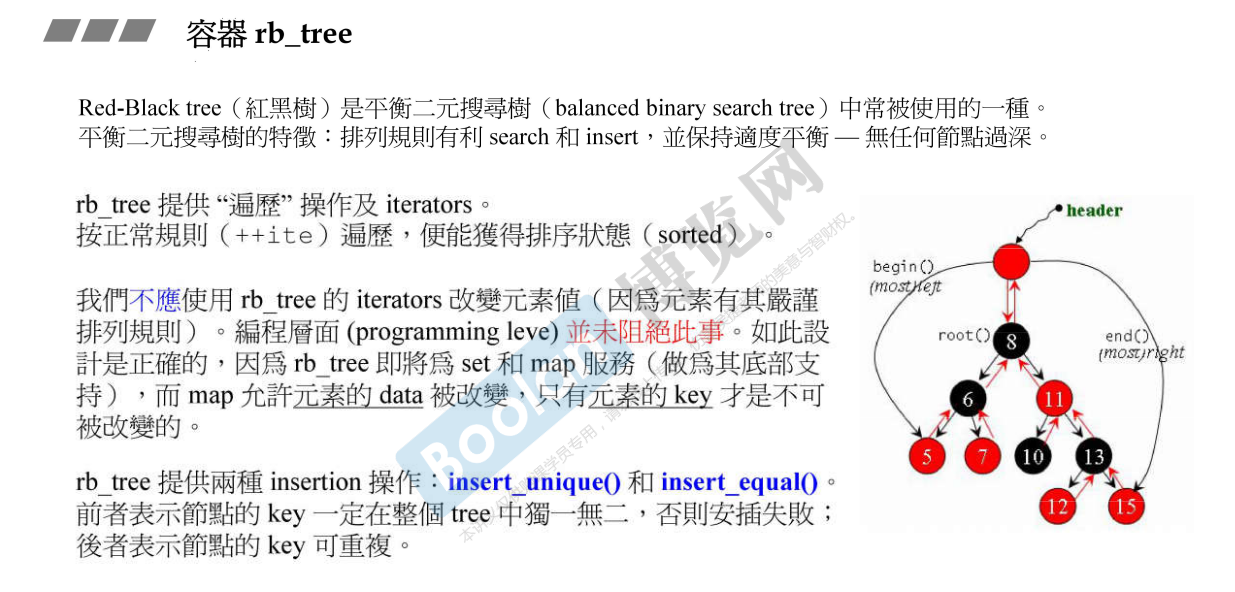 容器 rb_tree
Red-Black tree（紅黑樹）是平衡二元搜尋樹（balanced binary search tree）中常被使用的一種。
平衡二元搜尋樹的特徵：排列規則有利 search 和 insert，並保持適度平衡 — 無任何節點過深。
rb_tree 提供 “遍歷” 操作及 iterators。
按正常規則（++ite）遍歷，便能獲得排序狀態（sorted）。
我們不應使用 rb_tree 的 iterators 改變元素值（因為元素有其嚴謹
排列規則）。編程層面 (programming leve) 並未阻絕此事。如此設
計是正確的，因為 rb_tree 即將為 set 和 map 服務（做為其底部支
持），而 map 允許元素的 data 被改變，只有元素的 key 才是不可
被改變的。
rb_tree 提供兩種 insertion 操作：insert_unique() 和 insert_equal()。
前者表示節點的 key 一定在整個 tree 中獨一無二，否則安插失敗；
後者表示節點的 key 可重複。
header
begin()
(most)left
root()
end()
(most)right
8
6
11
5
7
10
13
12
15
Boolan
博览网